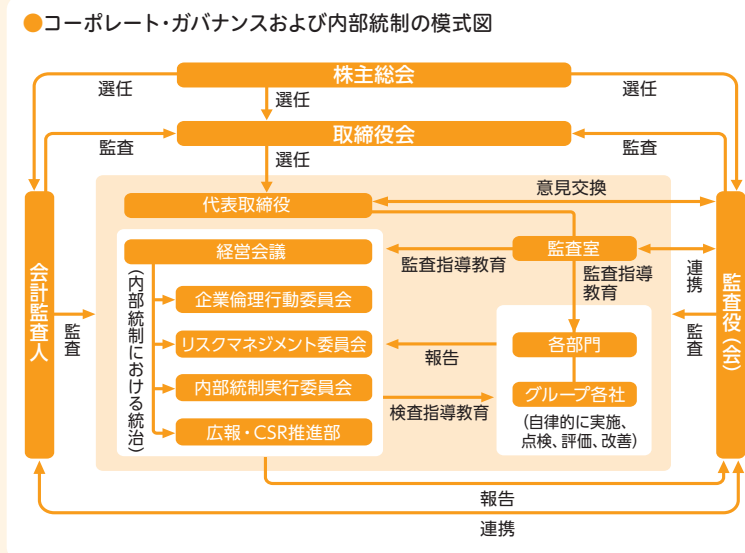 ●コーポレート・ガバナンスおよび内部統制の模式図
株主総会
選任
選任
選任
取締役会
監査
選任
監査
代表取締役
意見交換
経営会議
監査室
監査指導教育
監査指導
教育
連携
会計監査人
監査
(内部統制における統治)
企業倫理行動委員会
リスクマネジメント委員会
内部統制実行委員会
広報・CSR推進部
報告
検査指導教育
各部門
グループ各社
(自律的に実施、
点検、評価、改善)
監査
監査役(会)
報告
連携